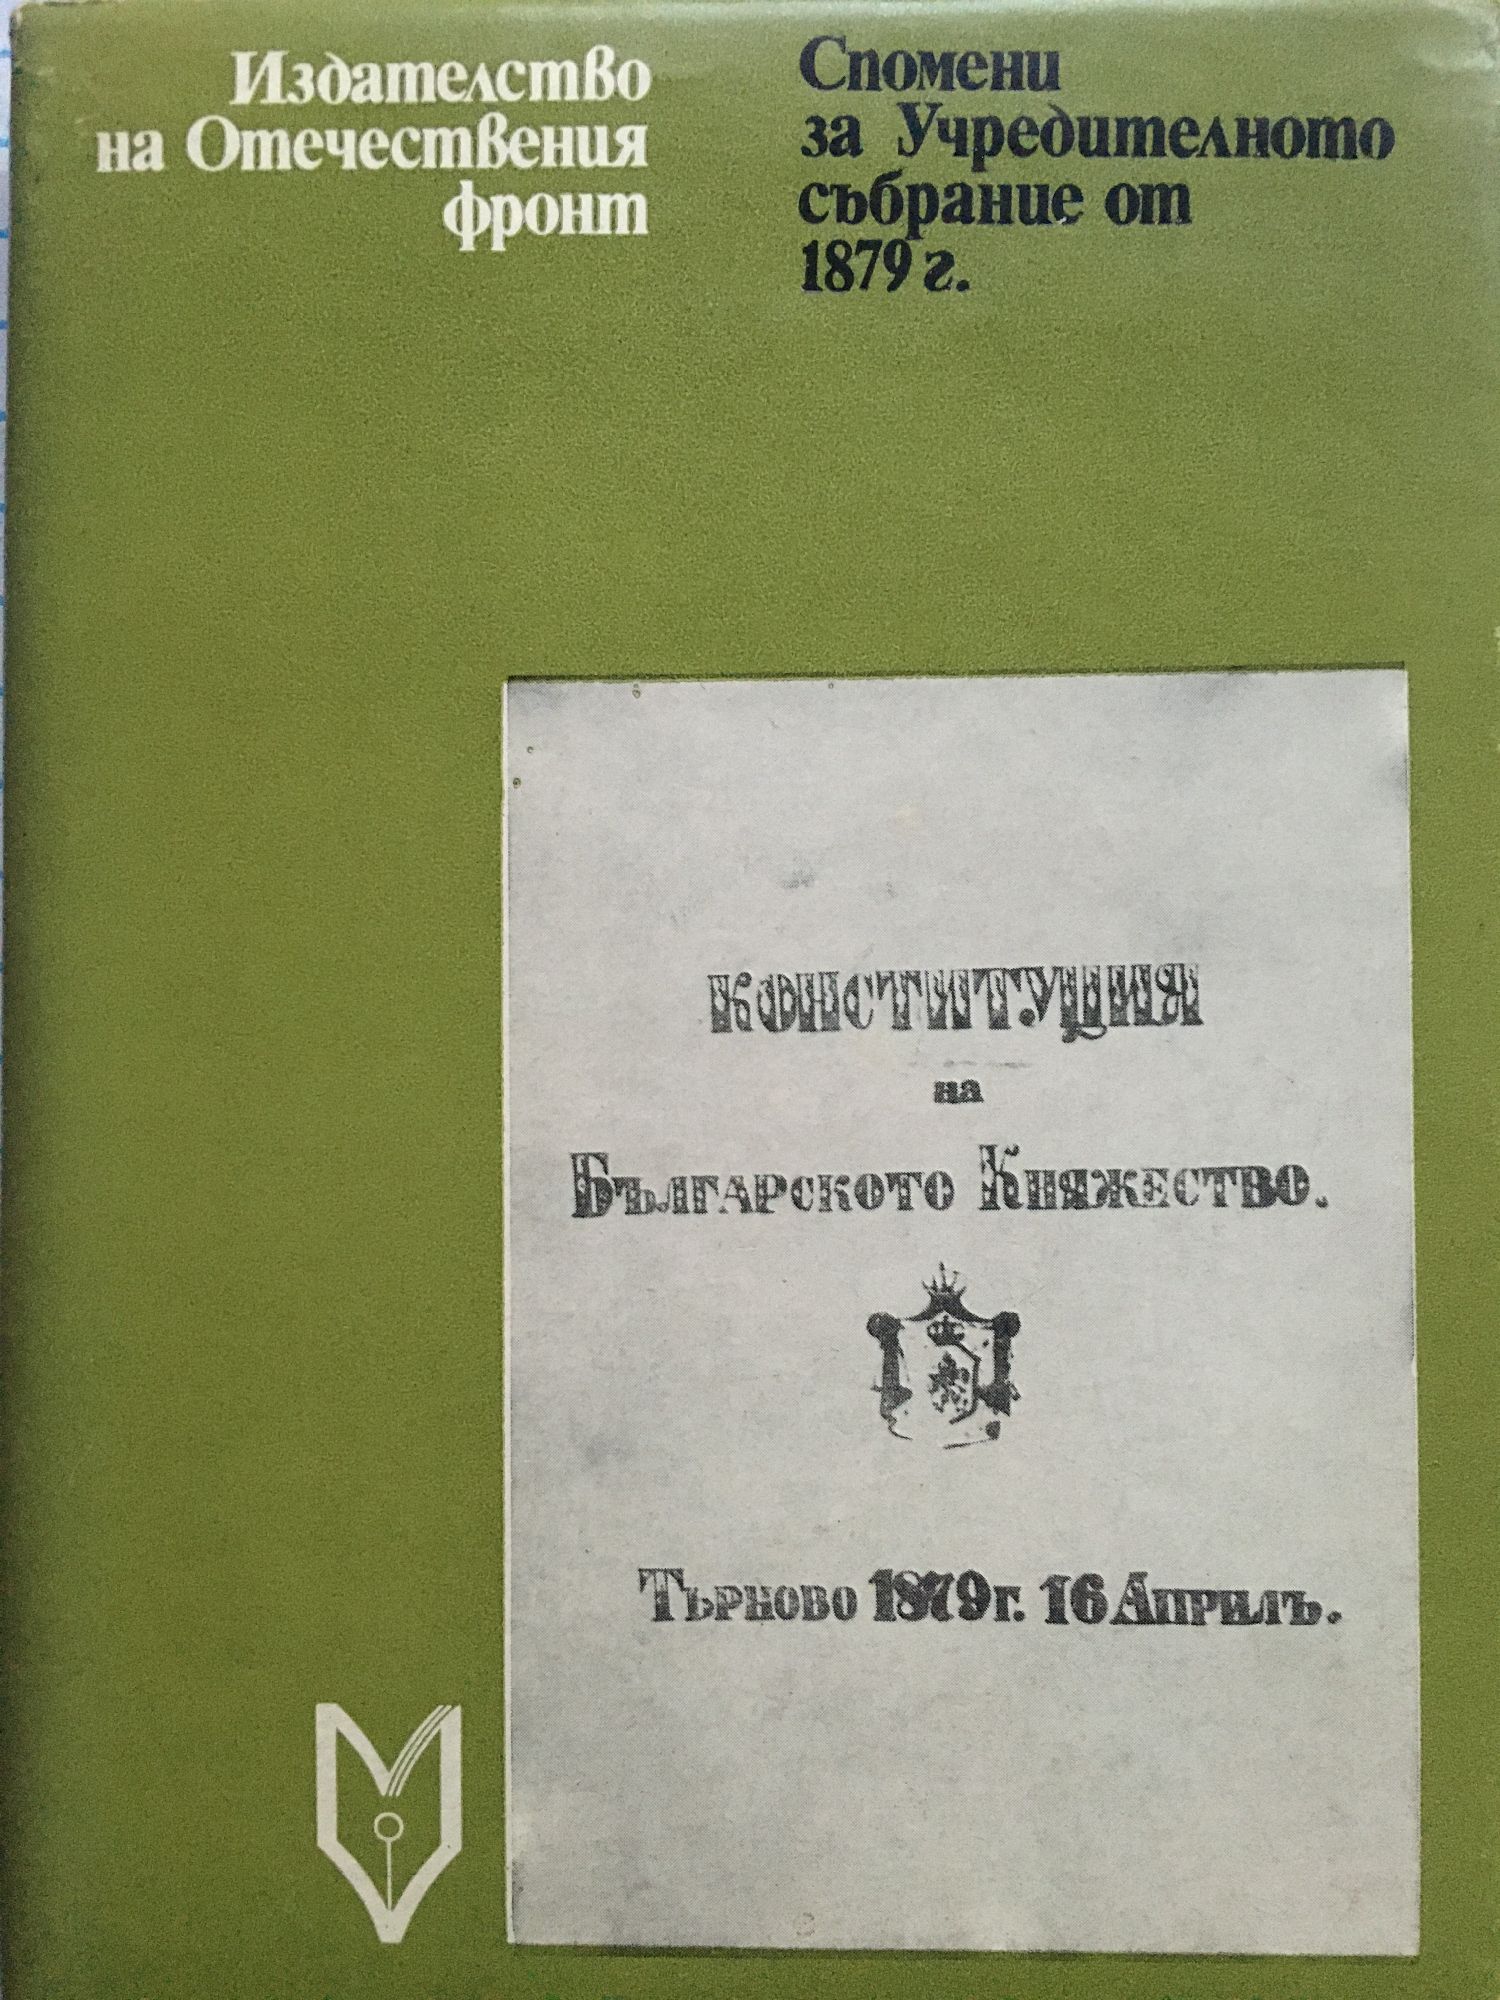 Издателство
на Отечествения
фронт
Спомени
за Учредителното
събрание от
1879 г.
КОНСТИТУЦИЯ
на
Българското Княжество.
Търново 1879 г. 16 Априлъ.